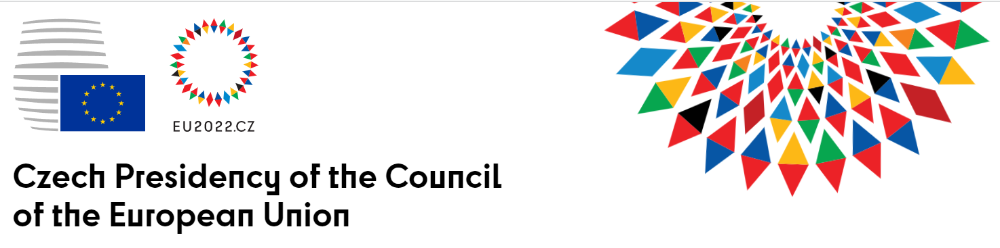 EU2022.CZ
Czech Presidency of the Council
of the European Union